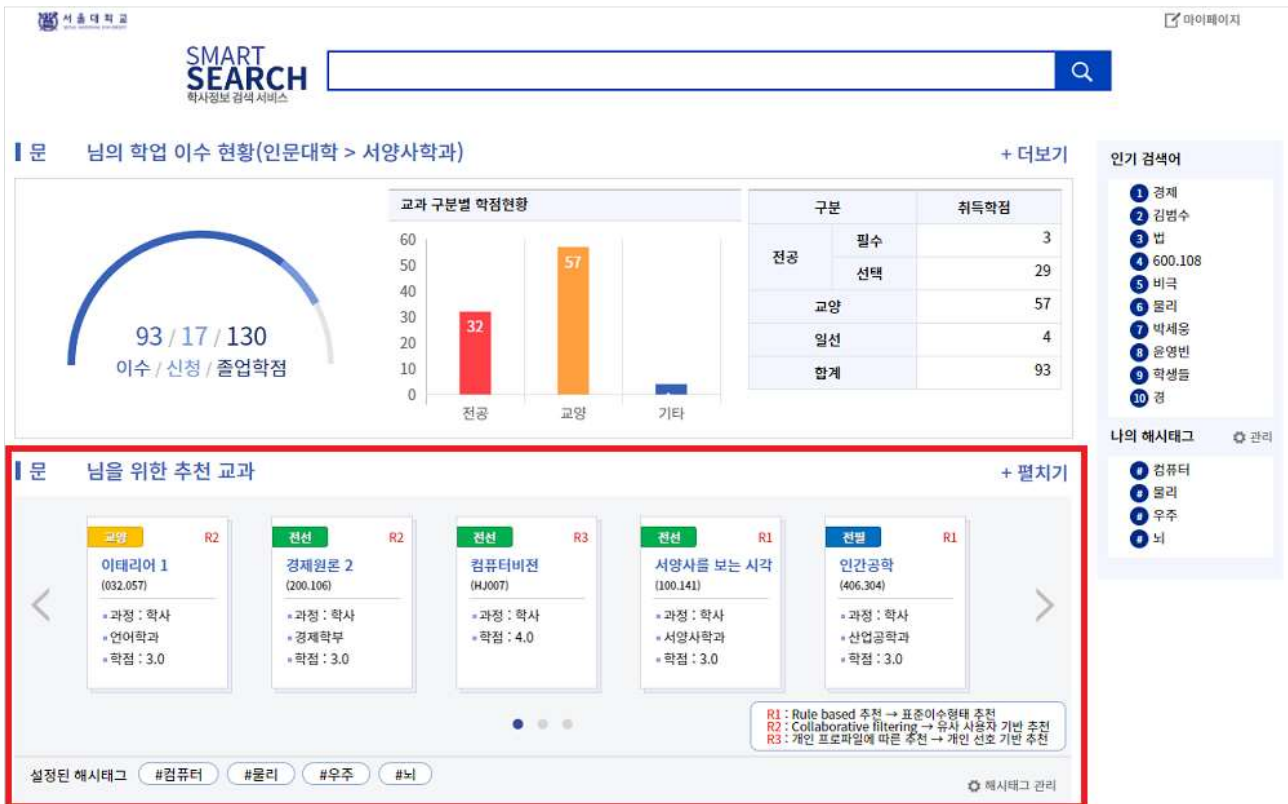 서울대학교
마이페이지
SMART
SEARCH
학사정보 검색 서비스
문 님의 학업 이수 현황(인문대학 > 서양사학과)
+ 더보기
93 / 17 / 130
이수 / 신청 / 졸업학점
교과 구분별 학점현황
60
50
40
30
20
10
0
32
57
전공 교양 기타
구분 취득학점
전공 필수 3
선택 29
교양 57
일선 4
합계 93
문 님을 위한 추천 교과
+ 펼치기
교양 R2
이태리어 1
(032.057)
과정 : 학사
언어학과
학점 : 3.0
전선 R2
경제원론 2
(200.106)
과정 : 학사
경제학부
학점 : 3.0
전선 R3
컴퓨터비전
(HJ007)
과정 : 학사
학점 : 4.0
전선 R1
서양사를 보는 시각
(100.141)
과정 : 학사
서양사학과
학점 : 3.0
전필 R1
인간공학
(406.304)
과정 : 학사
산업공학과
학점 : 3.0
R1 : Rule based 추천 → 표준이수형태 추천
R2 : Collaborative filtering → 유사 사용자 기반 추천
R3 : 개인 프로파일에 따른 추천 → 개인 선호 기반 추천
설정된 해시태그 #컴퓨터 #물리 #우주 #뇌
해시태그 관리
인기 검색어
1 경제
2 김범수
3 법
4 600.108
5 비극
6 물리
7 박세웅
8 윤영빈
9 학생들
10 경
나의 해시태그 관리
# 컴퓨터
# 물리
# 우주
# 뇌